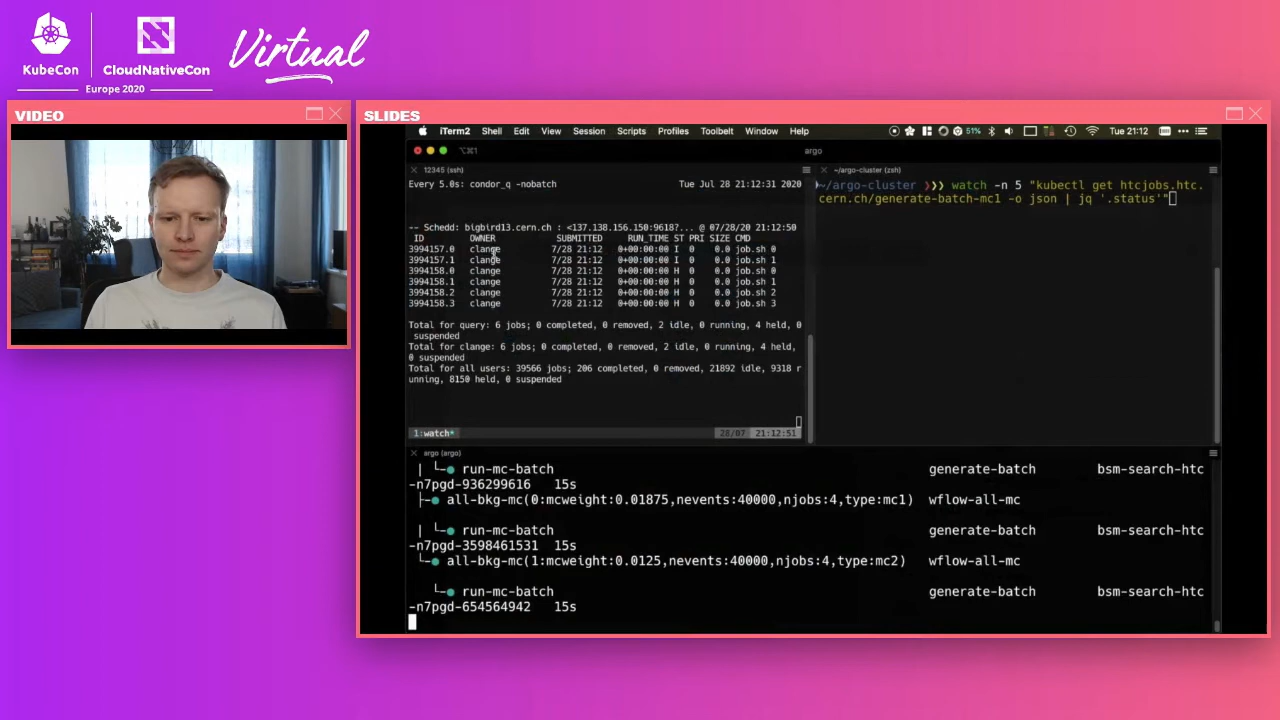 KubeCon
CloudNativeCon
Virtual
Europe 2020
VIDEO
SLIDES
iTerm2 Shell Edit View Session Scripts Profiles Toolbelt Window Help 51% Tue 21:12
⌥⌘1 argo
12345 (ssh)
Every 5.0s: condor_q -nobatch Tue Jul 28 21:12:31 2020
-- Schedd: bigbird13.cern.ch : <137.138.156.150:9618?... @ 07/28/20 21:12:50
ID OWNER SUBMITTED RUN_TIME ST PRI SIZE CMD
3994157.0 clange 7/28 21:12 0+00:00:00 I 0 0.0 job.sh 0
3994157.1 clange 7/28 21:12 0+00:00:00 I 0 0.0 job.sh 1
3994158.0 clange 7/28 21:12 0+00:00:00 H 0 0.0 job.sh 0
3994158.1 clange 7/28 21:12 0+00:00:00 H 0 0.0 job.sh 1
3994158.2 clange 7/28 21:12 0+00:00:00 H 0 0.0 job.sh 2
3994158.3 clange 7/28 21:12 0+00:00:00 H 0 0.0 job.sh 3
Total for query: 6 jobs; 0 completed, 0 removed, 2 idle, 0 running, 4 held, 0
suspended
Total for clange: 6 jobs; 0 completed, 0 removed, 2 idle, 0 running, 4 held,
0 suspended
Total for all users: 39566 jobs; 206 completed, 0 removed, 21892 idle, 9318 r
unning, 8150 held, 0 suspended
1:watch* 28/07 21:12:51
~/argo-cluster (zsh)
~/argo-cluster ❯❯❯ watch -n 5 "kubectl get htcjobs.htc.
cern.ch/generate-batch-mc1 -o json | jq '.status'"
argo (argo)
| └-● run-mc-batch generate-batch bsm-search-htc
-n7pgd-936299616 15s
├-● all-bkg-mc(0:mcweight:0.01875,nevents:40000,njobs:4,type:mc1) wflow-all-mc
| └-● run-mc-batch generate-batch bsm-search-htc
-n7pgd-3598461531 15s
└-● all-bkg-mc(1:mcweight:0.0125,nevents:40000,njobs:4,type:mc2) wflow-all-mc
└-● run-mc-batch generate-batch bsm-search-htc
-n7pgd-654564942 15s